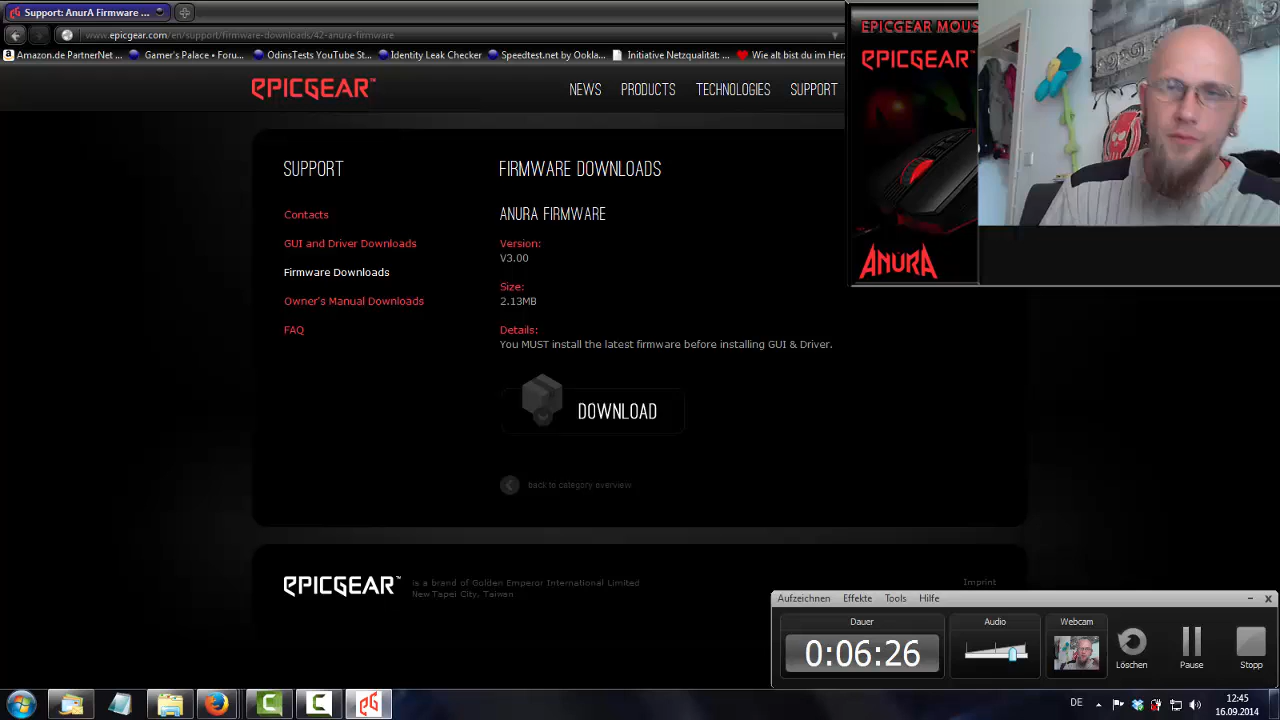 Support: AnurA Firmware ...
www.epicgear.com/en/support/firmware-downloads/42-anura-firmware
Amazon.de PartnerNet ...
Gamer's Palace • Foru...
OdinsTests YouTube St...
Identity Leak Checker
Speedtest.net by Ookla...
Initiative Netzqualität: ...
Wie alt bist du im Her
EPICGEAR MOUS
EPICGEAR
ANURA
EPICGEAR™
NEWS
PRODUCTS
TECHNOLOGIES
SUPPORT
SUPPORT
Contacts
GUI and Driver Downloads
Firmware Downloads
Owner's Manual Downloads
FAQ
FIRMWARE DOWNLOADS
ANURA FIRMWARE
Version:
V3.00
Size:
2.13MB
Details:
You MUST install the latest firmware before installing GUI & Driver.
DOWNLOAD
back to category overview
EPICGEAR™
is a brand of Golden Emperor International Limited
New Tapei City, Taiwan
Imprint
Aufzeichnen Effekte Tools Hilfe
Dauer
0:06:26
Audio
Webcam
Löschen
Pause
Stopp
DE
12:45
16.09.2014